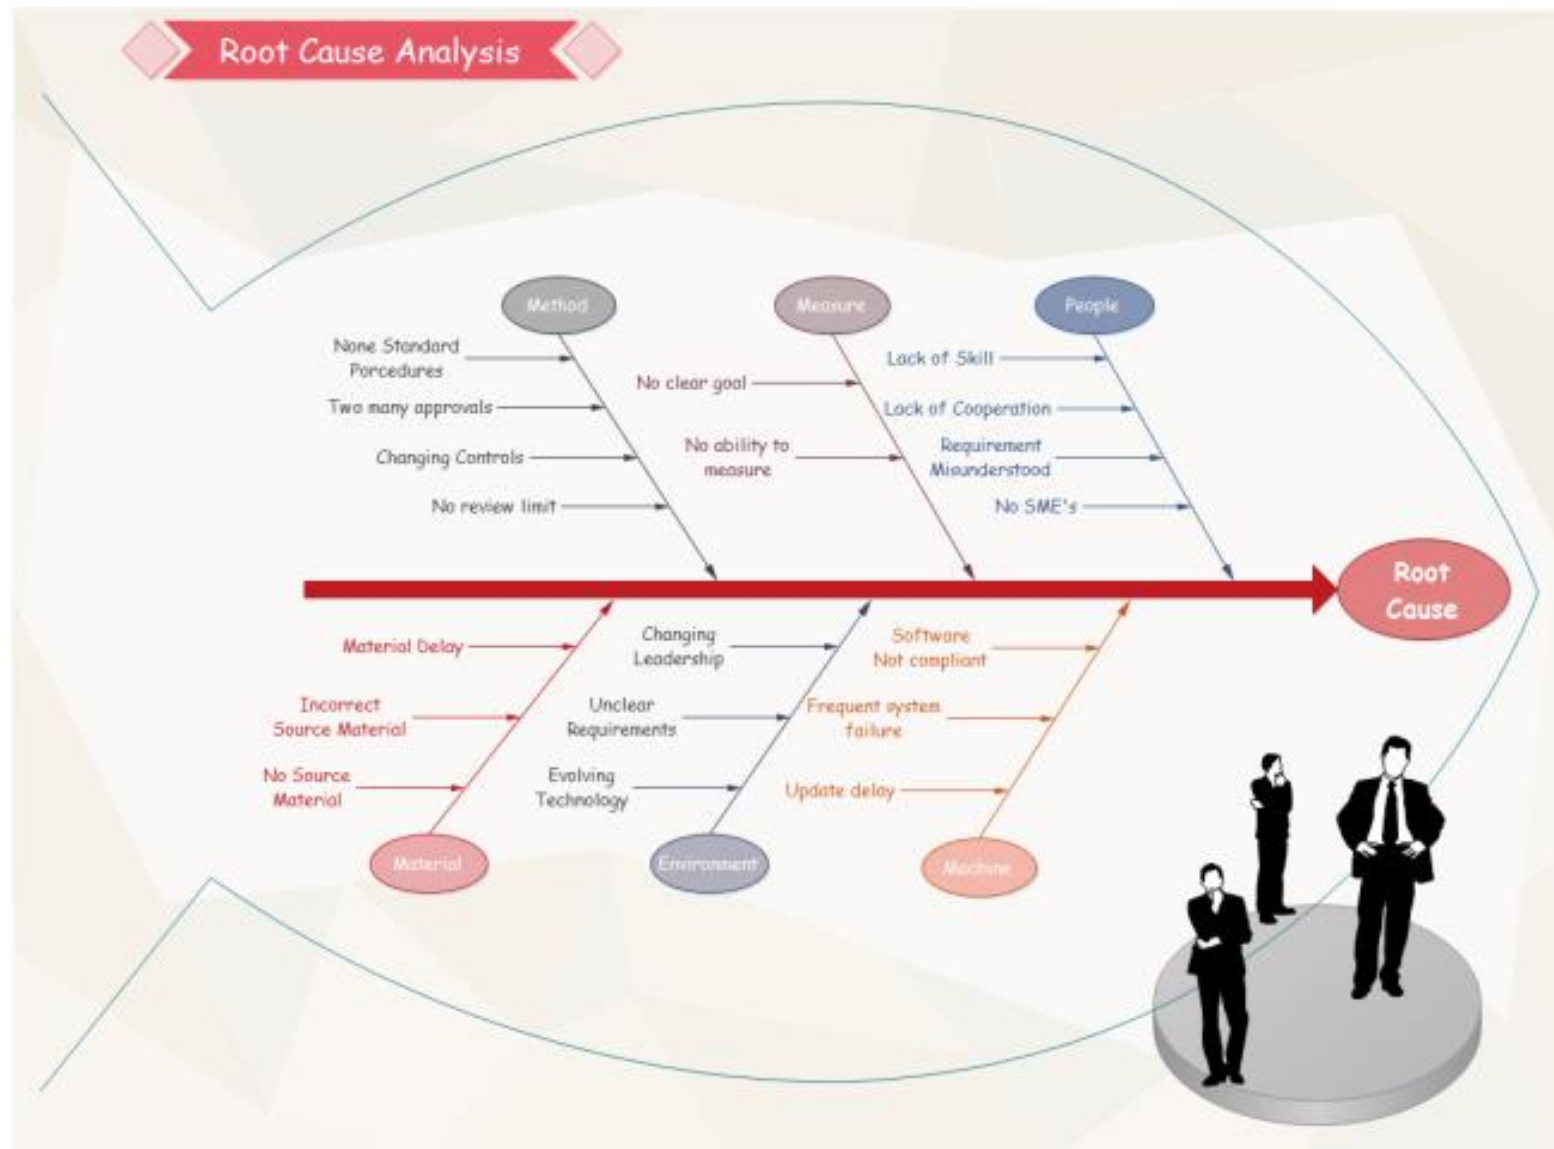 Root Cause Analysis
Method
None Standard
Porcedures
Two many approvals
Changing Controls
No review limit
Measure
No clear goal
No ability to
measure
People
Lack of Skill
Lack of Cooperation
Requirement
Misunderstood
No SME's
Root
Cause
Material Delay
Incorrect
Source Material
No Source
Material
Material
Changing
Leadership
Unclear
Requirements
Evolving
Technology
Environment
Software
Not compliant
Frequent system
failure
Update delay
Machine